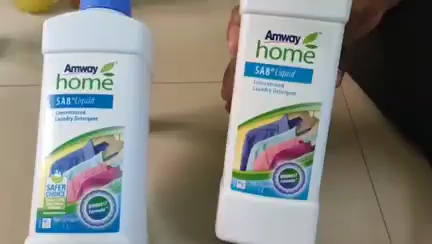 Amway
home
SA8® Liquid
Concentrated
Laundry Detergent
SAFER
CHOICE
Amway
home
SA8® Liquid
Concentrated
Laundry Detergent